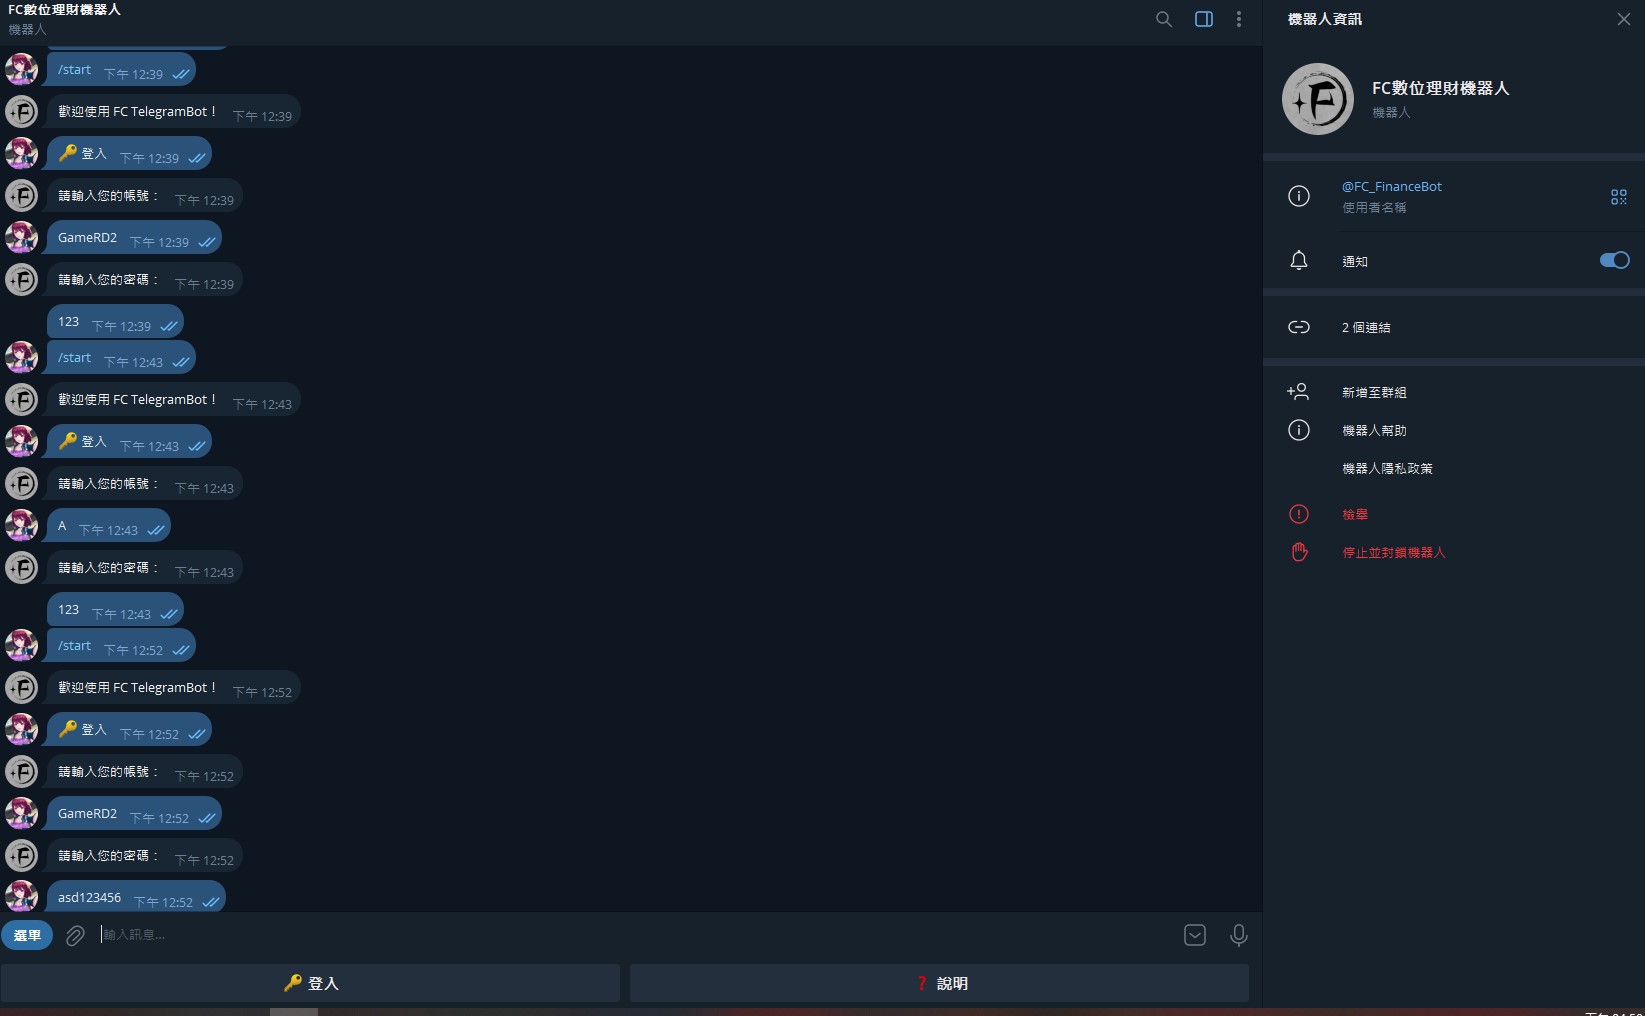 FC數位理財機器人
機器人
/start 下午 12:39
歡迎使用 FC TelegramBot！ 下午 12:39
🔑 登入 下午 12:39
請輸入您的帳號： 下午 12:39
GameRD2 下午 12:39
請輸入您的密碼： 下午 12:39
123 下午 12:39
/start 下午 12:43
歡迎使用 FC TelegramBot！ 下午 12:43
🔑 登入 下午 12:43
請輸入您的帳號： 下午 12:43
A 下午 12:43
請輸入您的密碼： 下午 12:43
123 下午 12:43
/start 下午 12:52
歡迎使用 FC TelegramBot！ 下午 12:52
🔑 登入 下午 12:52
請輸入您的帳號： 下午 12:52
GameRD2 下午 12:52
請輸入您的密碼： 下午 12:52
asd123456 下午 12:52
選單
輸入訊息...
🔑 登入
❓ 說明
機器人資訊
FC數位理財機器人
機器人
@FC_FinanceBot
使用者名稱
通知
2 個連結
新增至群組
機器人幫助
機器人隱私政策
檢舉
停止並封鎖機器人